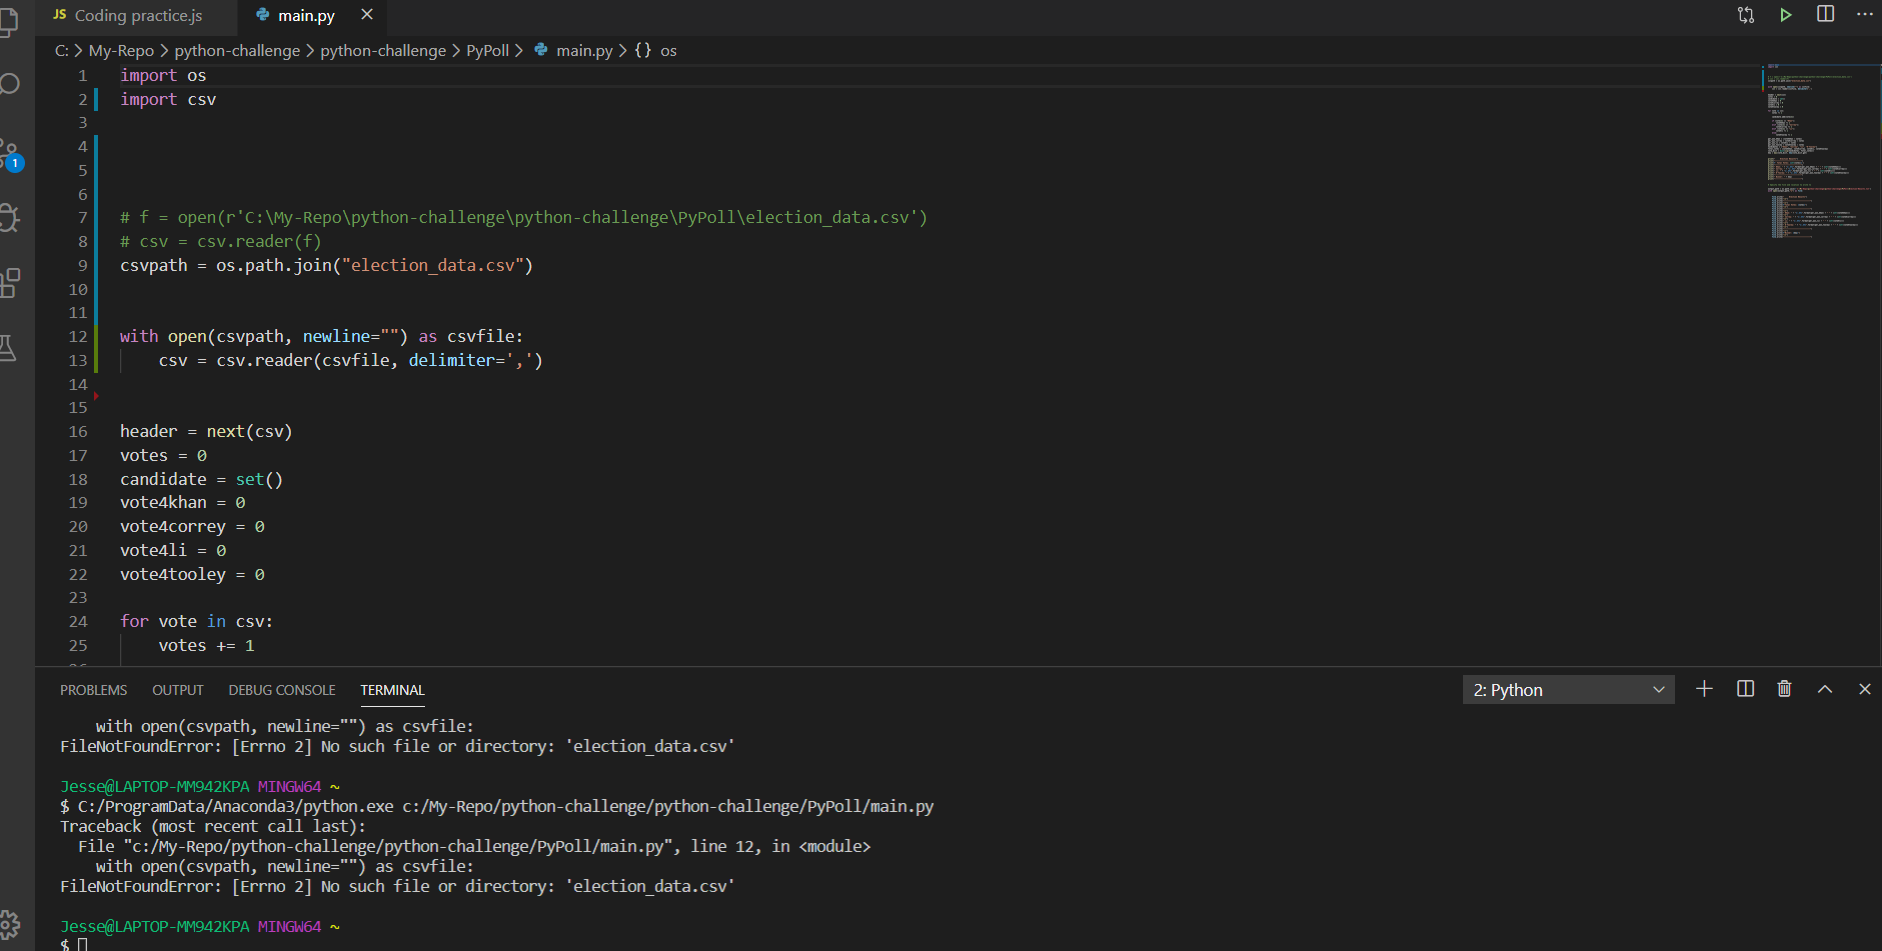 JS Coding practice.js main.py
C: > My-Repo > python-challenge > python-challenge > PyPoll > main.py > {} os
1 import os
2 import csv
3
4
5
6
7 # f = open(r'C:\My-Repo\python-challenge\python-challenge\PyPoll\election_data.csv')
8 # csv = csv.reader(f)
9 csvpath = os.path.join("election_data.csv")
10
11
12 with open(csvpath, newline="") as csvfile:
13 csv = csv.reader(csvfile, delimiter=',')
14
15
16 header = next(csv)
17 votes = 0
18 candidate = set()
19 vote4khan = 0
20 vote4correy = 0
21 vote4li = 0
22 vote4tooley = 0
23
24 for vote in csv:
25 votes += 1
1
PROBLEMS OUTPUT DEBUG CONSOLE TERMINAL 2: Python
with open(csvpath, newline="") as csvfile:
FileNotFoundError: [Errno 2] No such file or directory: 'election_data.csv'
Jesse@LAPTOP-MM942KPA MINGW64 ~
$ C:/ProgramData/Anaconda3/python.exe c:/My-Repo/python-challenge/python-challenge/PyPoll/main.py
Traceback (most recent call last):
File "c:/My-Repo/python-challenge/python-challenge/PyPoll/main.py", line 12, in <module>
with open(csvpath, newline="") as csvfile:
FileNotFoundError: [Errno 2] No such file or directory: 'election_data.csv'
Jesse@LAPTOP-MM942KPA MINGW64 ~
$